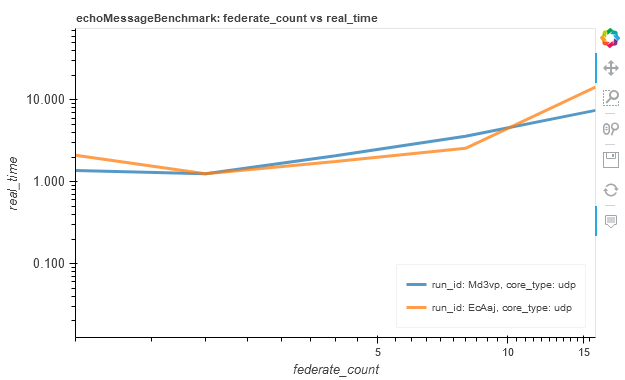 echoMessageBenchmark: federate_count vs real_time
10.000
1.000
0.100
real_time
run_id: Md3vp, core_type: udp
run_id: EcAaj, core_type: udp
5
10
15
federate_count